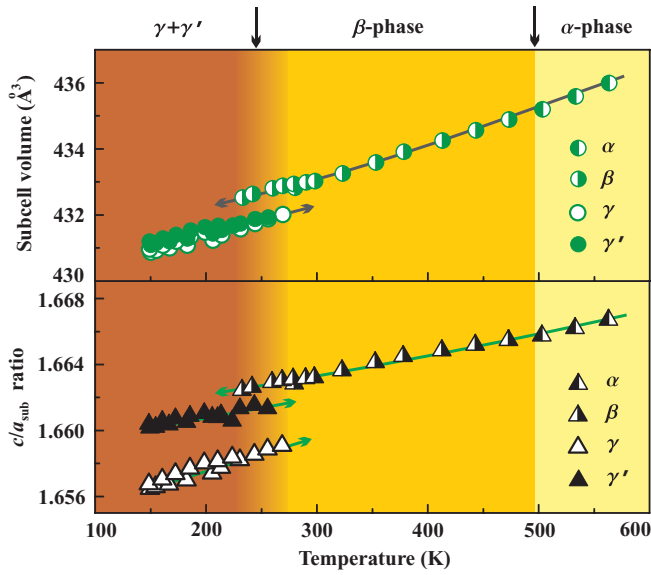 γ+γ′ β-phase α-phase
Subcell volume (Å³)
436
434
432
430
α
β
γ
γ′
c/a_sub ratio
1.668
1.664
1.660
1.656
α
β
γ
γ′
100 200 300 400 500 600
Temperature (K)